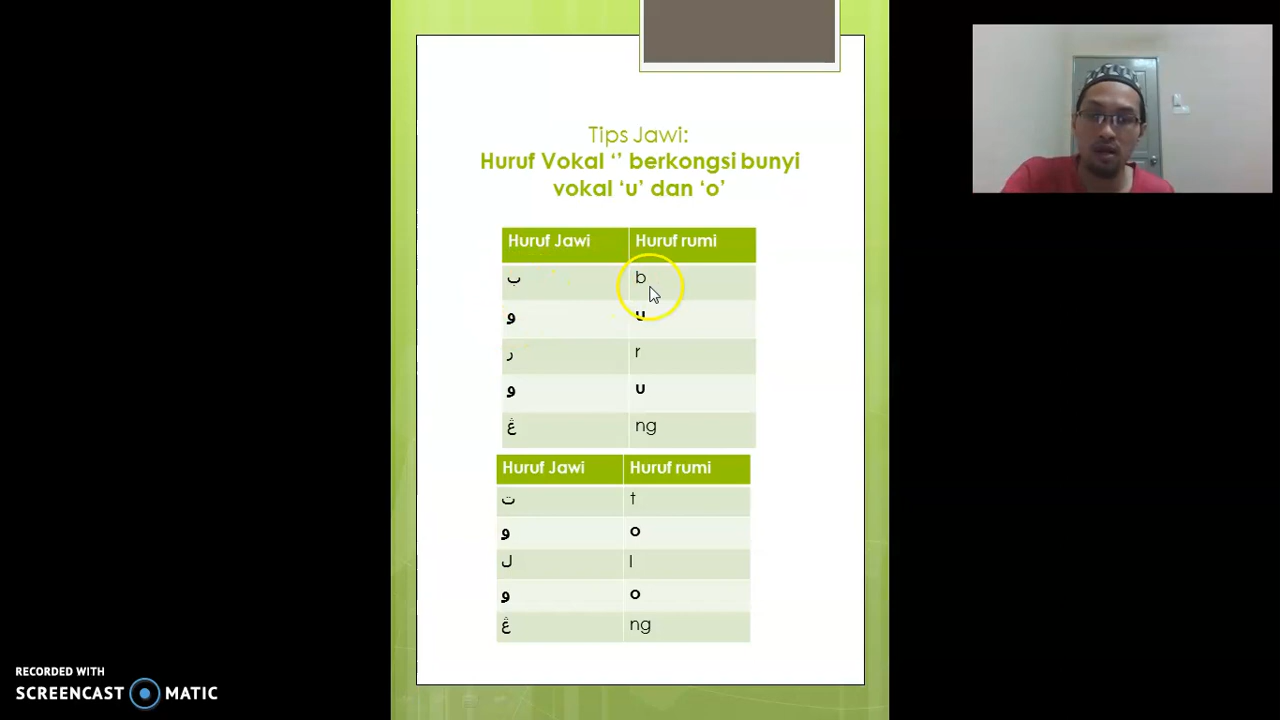 Tips Jawi:
Huruf Vokal ‘’ berkongsi bunyi
vokal ‘u’ dan ‘o’
Huruf Jawi Huruf rumi
ب b
و u
ر r
و u
ڠ ng
Huruf Jawi Huruf rumi
ت t
و o
ل l
و o
ڠ ng
RECORDED WITH
SCREENCAST MATIC